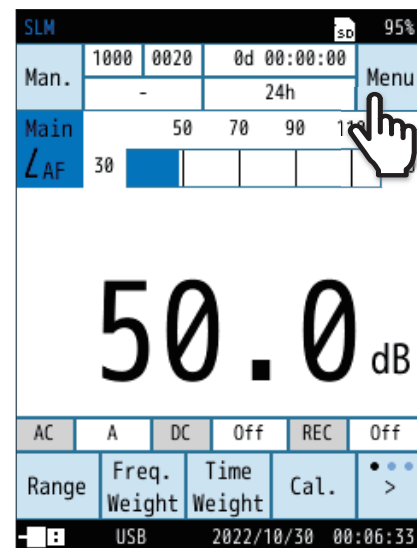 SLM SD 95%
Man. 1000 0020 0d 00:00:00 Menu
- 24h
Main 50 70 90
LAF 30
50.0 dB
AC A DC Off REC Off
Range Freq. Weight Time Weight Cal. >
USB 2022/10/30 00:06:33